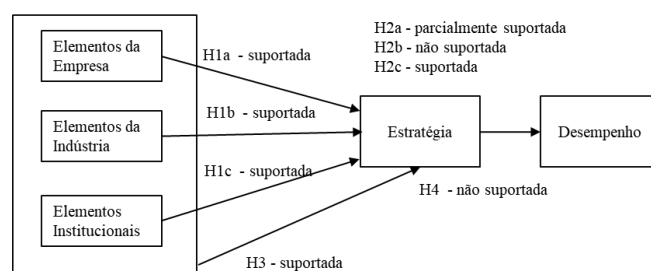 Elementos da
Empresa
H1a - suportada
H2a - parcialmente suportada
H2b - não suportada
H2c - suportada
Elementos da
Indústria
H1b - suportada
Estratégia
Desempenho
H1c - suportada
H4 - não suportada
Elementos
Institucionais
H3 - suportada